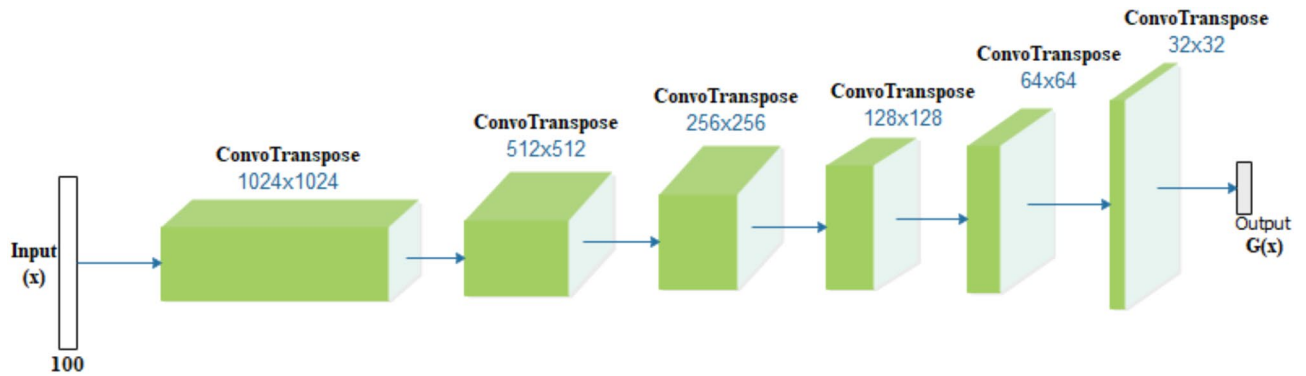 Input
(x)
100
ConvoTranspose
1024x1024
ConvoTranspose
512x512
ConvoTranspose
256x256
ConvoTranspose
128x128
ConvoTranspose
64x64
ConvoTranspose
32x32
Output
G(x)